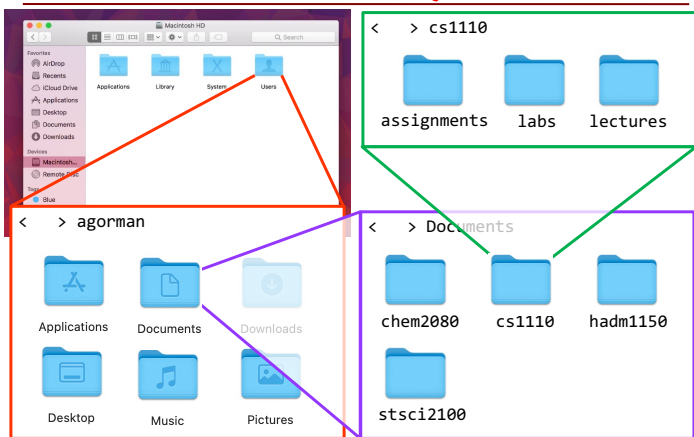 Macintosh HD
Search
Favorites
AirDrop
Recents
iCloud Drive
Applications
Desktop
Documents
Downloads
Devices
Macintosh...
Remote Disc
Tags
Blue
Applications
Library
System
Users
< > cs1110
assignments
labs
lectures
< > agorman
Applications
Documents
Downloads
Desktop
Music
Pictures
< > Documents
chem2080
cs1110
hadm1150
stsci2100